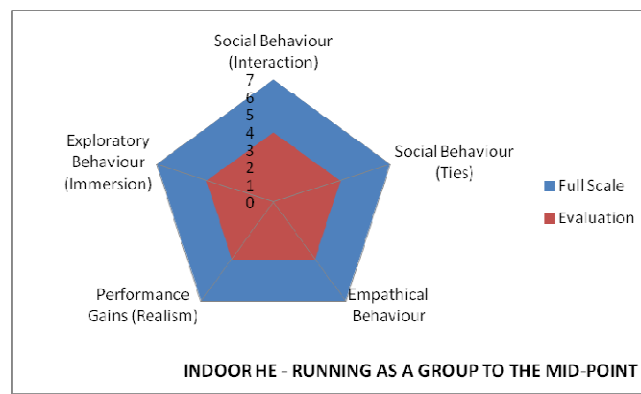 Social Behaviour
(Interaction)
7
6
5
4
3
2
1
0
Exploratory
Behaviour
(Immersion)
Social Behaviour
(Ties)
Full Scale
Evaluation
Performance
Gains (Realism)
Empathical
Behaviour
INDOOR HE - RUNNING AS A GROUP TO THE MID-POINT